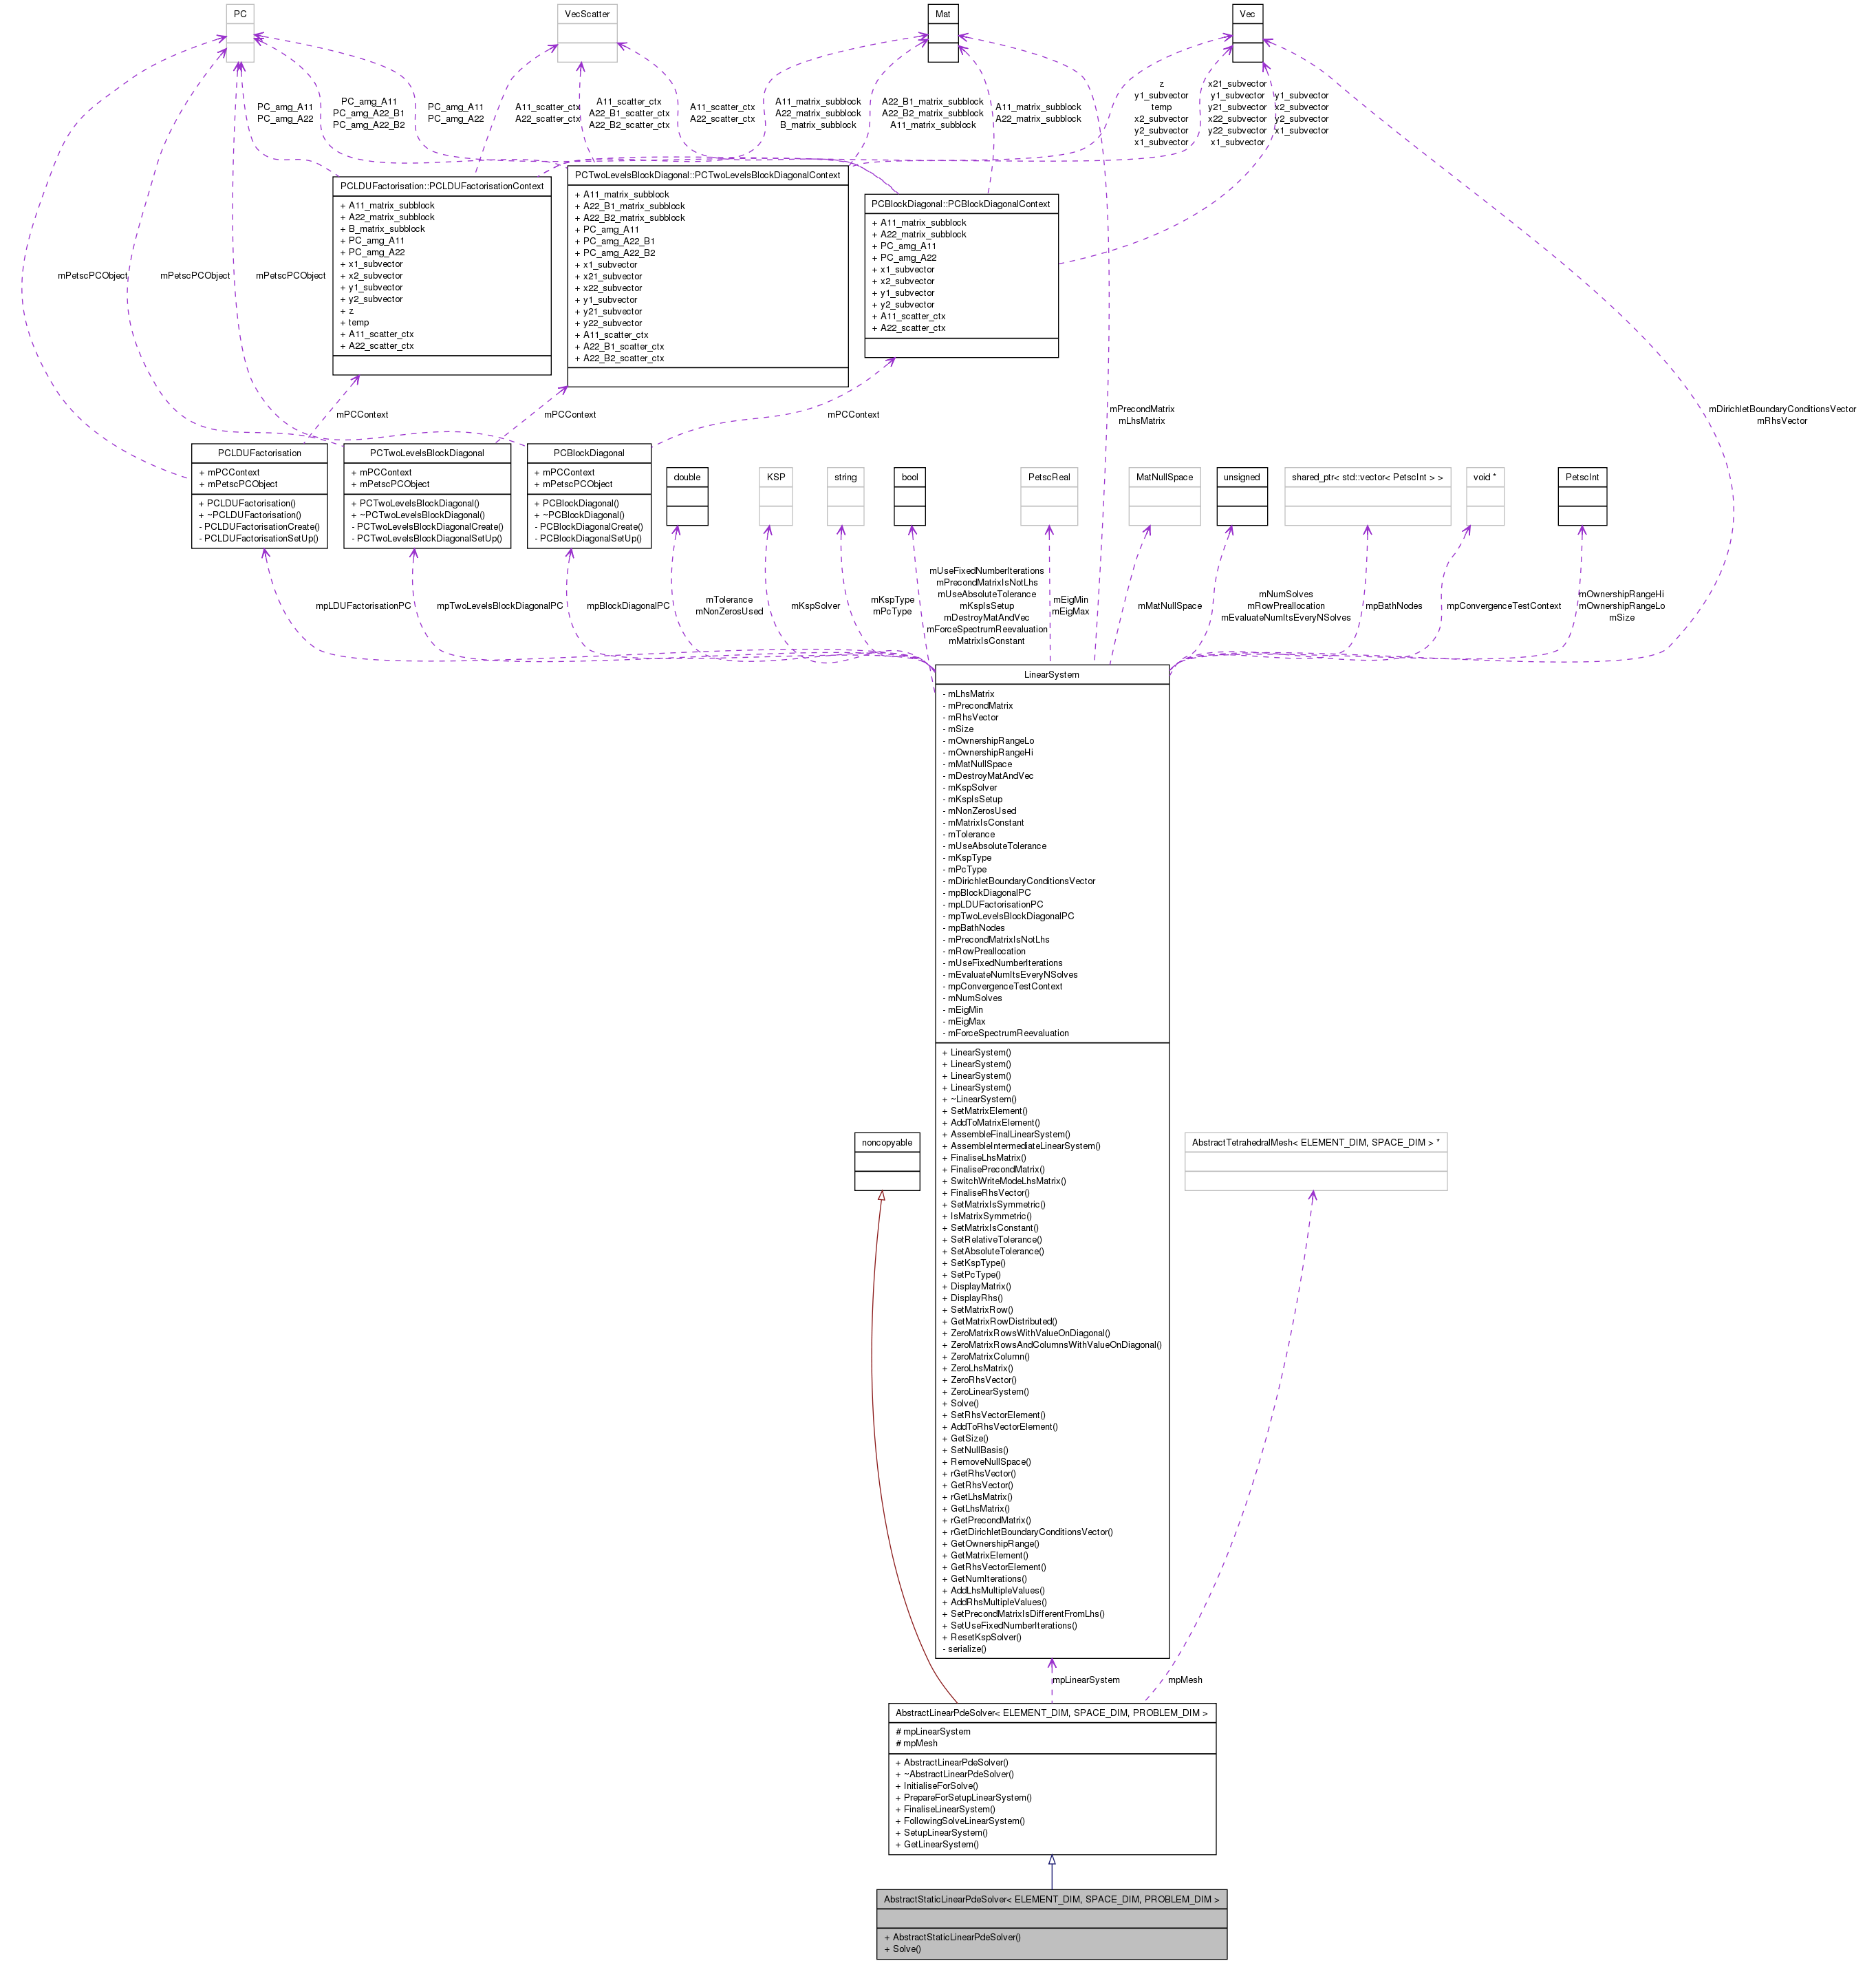 PC
VecScatter
Mat
Vec
PC_amg_A11
PC_amg_A22
PC_amg_A11
PC_amg_A22_B1
PC_amg_A22_B2
PC_amg_A11
PC_amg_A22
A11_scatter_ctx
A22_scatter_ctx
A11_scatter_ctx
A22_B1_scatter_ctx
A22_B2_scatter_ctx
A11_scatter_ctx
A22_scatter_ctx
A11_matrix_subblock
A22_matrix_subblock
B_matrix_subblock
A22_B1_matrix_subblock
A22_B2_matrix_subblock
A11_matrix_subblock
A11_matrix_subblock
A22_matrix_subblock
z
y1_subvector
temp
x2_subvector
y2_subvector
x1_subvector
x21_subvector
y1_subvector
y21_subvector
x22_subvector
y22_subvector
x1_subvector
y1_subvector
x2_subvector
y2_subvector
x1_subvector
PCLDUFactorisation::PCLDUFactorisationContext
+ A11_matrix_subblock
+ A22_matrix_subblock
+ B_matrix_subblock
+ PC_amg_A11
+ PC_amg_A22
+ x1_subvector
+ x2_subvector
+ y1_subvector
+ y2_subvector
+ z
+ temp
+ A11_scatter_ctx
+ A22_scatter_ctx
PCTwoLevelsBlockDiagonal::PCTwoLevelsBlockDiagonalContext
+ A11_matrix_subblock
+ A22_B1_matrix_subblock
+ A22_B2_matrix_subblock
+ PC_amg_A11
+ PC_amg_A22_B1
+ PC_amg_A22_B2
+ x1_subvector
+ x21_subvector
+ x22_subvector
+ y1_subvector
+ y21_subvector
+ y22_subvector
+ A11_scatter_ctx
+ A22_B1_scatter_ctx
+ A22_B2_scatter_ctx
PCBlockDiagonal::PCBlockDiagonalContext
+ A11_matrix_subblock
+ A22_matrix_subblock
+ PC_amg_A11
+ PC_amg_A22
+ x1_subvector
+ x2_subvector
+ y1_subvector
+ y2_subvector
+ A11_scatter_ctx
+ A22_scatter_ctx
mPetscPCObject
mPetscPCObject
mPetscPCObject
mPCContext
mPCContext
mPCContext
mPrecondMatrix
mLhsMatrix
mDirichletBoundaryConditionsVector
mRhsVector
PCLDUFactorisation
+ mPCContext
+ mPetscPCObject
+ PCLDUFactorisation()
+ ~PCLDUFactorisation()
- PCLDUFactorisationCreate()
- PCLDUFactorisationSetUp()
PCTwoLevelsBlockDiagonal
+ mPCContext
+ mPetscPCObject
+ PCTwoLevelsBlockDiagonal()
+ ~PCTwoLevelsBlockDiagonal()
- PCTwoLevelsBlockDiagonalCreate()
- PCTwoLevelsBlockDiagonalSetUp()
PCBlockDiagonal
+ mPCContext
+ mPetscPCObject
+ PCBlockDiagonal()
+ ~PCBlockDiagonal()
- PCBlockDiagonalCreate()
- PCBlockDiagonalSetUp()
double
KSP
string
bool
PetscReal
MatNullSpace
unsigned
shared_ptr< std::vector< PetscInt > >
void *
PetscInt
mpLDUFactorisationPC
mpTwoLevelsBlockDiagonalPC
mpBlockDiagonalPC
mTolerance
mNonZerosUsed
mKspSolver
mKspType
mPcType
mUseFixedNumberIterations
mPrecondMatrixIsNotLhs
mUseAbsoluteTolerance
mKspIsSetup
mDestroyMatAndVec
mForceSpectrumReevaluation
mMatrixIsConstant
mEigMin
mEigMax
mMatNullSpace
mNumSolves
mRowPreallocation
mEvaluateNumItsEveryNSolves
mpBathNodes
mpConvergenceTestContext
mOwnershipRangeHi
mOwnershipRangeLo
mSize
LinearSystem
- mLhsMatrix
- mPrecondMatrix
- mRhsVector
- mSize
- mOwnershipRangeLo
- mOwnershipRangeHi
- mMatNullSpace
- mDestroyMatAndVec
- mKspSolver
- mKspIsSetup
- mNonZerosUsed
- mMatrixIsConstant
- mTolerance
- mUseAbsoluteTolerance
- mKspType
- mPcType
- mDirichletBoundaryConditionsVector
- mpBlockDiagonalPC
- mpLDUFactorisationPC
- mpTwoLevelsBlockDiagonalPC
- mpBathNodes
- mPrecondMatrixIsNotLhs
- mRowPreallocation
- mUseFixedNumberIterations
- mEvaluateNumItsEveryNSolves
- mpConvergenceTestContext
- mNumSolves
- mEigMin
- mEigMax
- mForceSpectrumReevaluation
+ LinearSystem()
+ LinearSystem()
+ LinearSystem()
+ LinearSystem()
+ ~LinearSystem()
+ SetMatrixElement()
+ AddToMatrixElement()
+ AssembleFinalLinearSystem()
+ AssembleIntermediateLinearSystem()
+ FinaliseLhsMatrix()
+ FinalisePrecondMatrix()
+ SwitchWriteModeLhsMatrix()
+ FinaliseRhsVector()
+ SetMatrixIsSymmetric()
+ IsMatrixSymmetric()
+ SetMatrixIsConstant()
+ SetRelativeTolerance()
+ SetAbsoluteTolerance()
+ SetKspType()
+ SetPcType()
+ DisplayMatrix()
+ DisplayRhs()
+ SetMatrixRow()
+ GetMatrixRowDistributed()
+ ZeroMatrixRowsWithValueOnDiagonal()
+ ZeroMatrixRowsAndColumnsWithValueOnDiagonal()
+ ZeroMatrixColumn()
+ ZeroLhsMatrix()
+ ZeroRhsVector()
+ ZeroLinearSystem()
+ Solve()
+ SetRhsVectorElement()
+ AddToRhsVectorElement()
+ GetSize()
+ SetNullBasis()
+ RemoveNullSpace()
+ rGetRhsVector()
+ GetRhsVector()
+ rGetLhsMatrix()
+ GetLhsMatrix()
+ rGetPrecondMatrix()
+ rGetDirichletBoundaryConditionsVector()
+ GetOwnershipRange()
+ GetMatrixElement()
+ GetRhsVectorElement()
+ GetNumIterations()
+ AddLhsMultipleValues()
+ AddRhsMultipleValues()
+ SetPrecondMatrixIsDifferentFromLhs()
+ SetUseFixedNumberIterations()
+ ResetKspSolver()
- serialize()
noncopyable
AbstractTetrahedralMesh< ELEMENT_DIM, SPACE_DIM > *
mpLinearSystem
mpMesh
AbstractLinearPdeSolver< ELEMENT_DIM, SPACE_DIM, PROBLEM_DIM >
# mpLinearSystem
# mpMesh
+ AbstractLinearPdeSolver()
+ ~AbstractLinearPdeSolver()
+ InitialiseForSolve()
+ PrepareForSetupLinearSystem()
+ FinaliseLinearSystem()
+ FollowingSolveLinearSystem()
+ SetupLinearSystem()
+ GetLinearSystem()
AbstractStaticLinearPdeSolver< ELEMENT_DIM, SPACE_DIM, PROBLEM_DIM >
+ AbstractStaticLinearPdeSolver()
+ Solve()